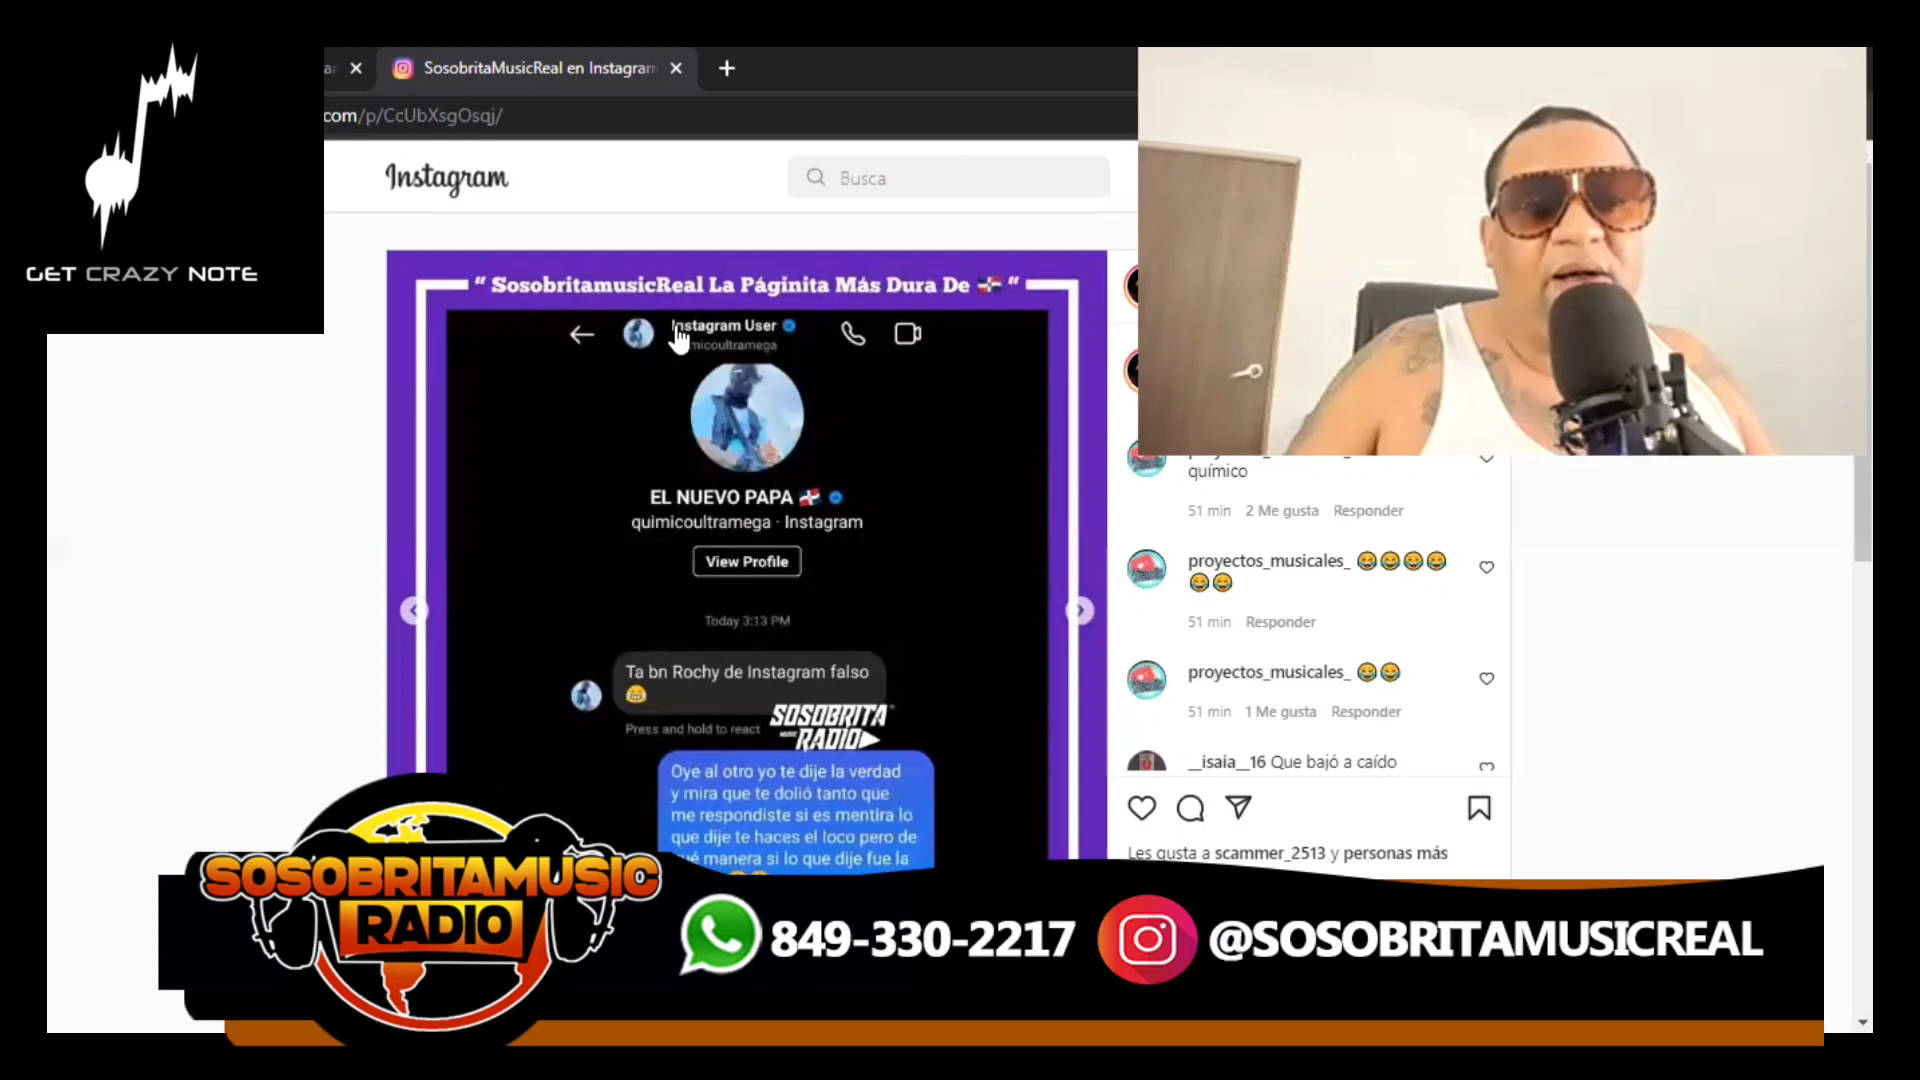 GET CRAZY NOTE
SosobritaMusicReal en Instagram
com/p/CcUbXsgOsqj/
Instagram
Busca
“ SosobritamusicReal La Páginita Más Dura De “
Instagram User
micoultramega
EL NUEVO PAPA
quimicoultramega · Instagram
View Profile
Today 3:13 PM
Ta bn Rochy de Instagram falso
Press and hold to react
SOSOBRITA
MUSIC RADIO
Oye al otro yo te dije la verdad
y mira que te dolió tanto que
me respondiste si es mentira lo
que dije te haces el loco pero de
manera si lo que dije fue la
químico
51 min 2 Me gusta Responder
proyectos_musicales_
51 min Responder
proyectos_musicales_
51 min 1 Me gusta Responder
__isaia__16 Que bajó a caído
Les gusta a scammer_2513 y personas más
SOSOBRITAMUSIC
RADIO
849-330-2217
@SOSOBRITAMUSICREAL